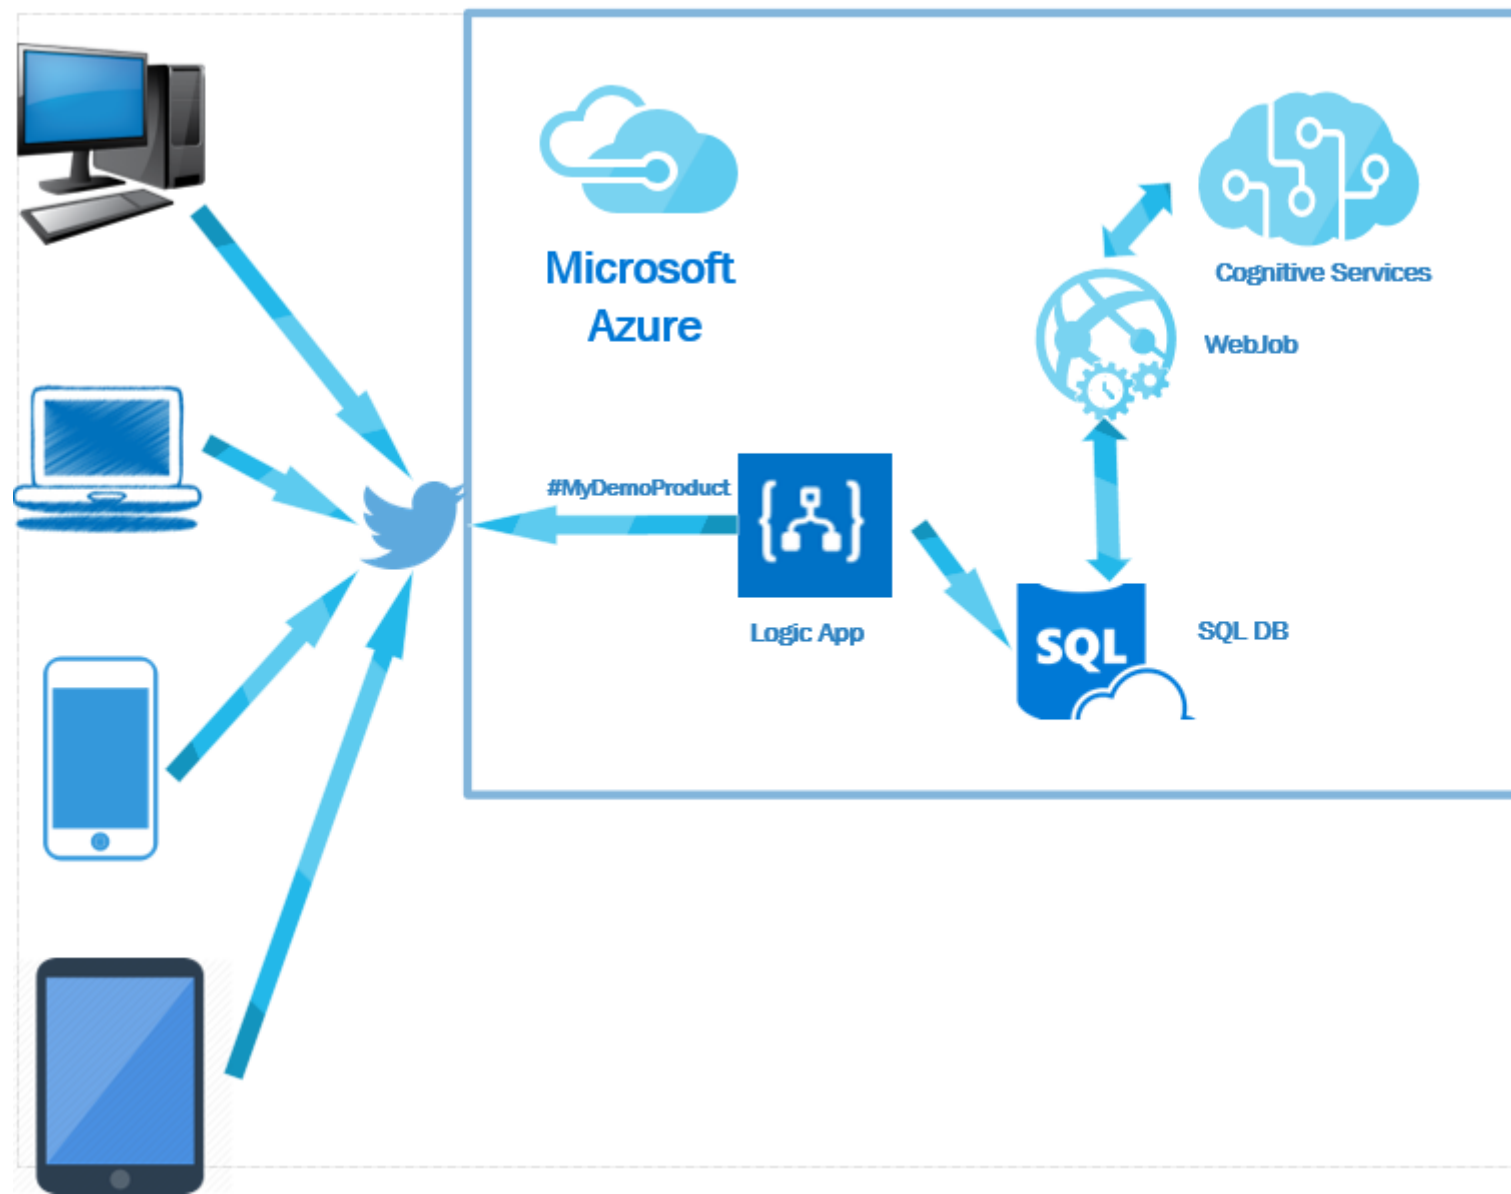 Microsoft
Azure
Cognitive Services
WebJob
#MyDemoProduct
Logic App
SQL
SQL DB